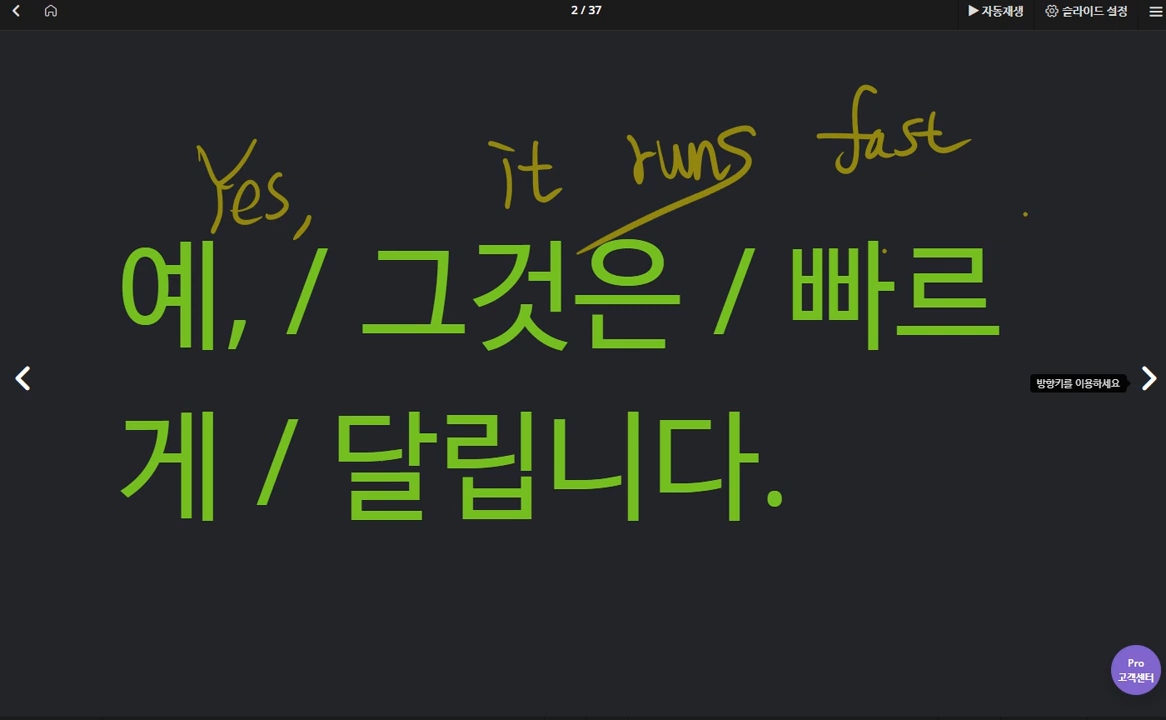 2 / 37
자동재생
슬라이드 설정
Yes, it runs fast.
예, / 그것은 / 빠르
게 / 달립니다.
방향키를 이용하세요
Pro
고객센터